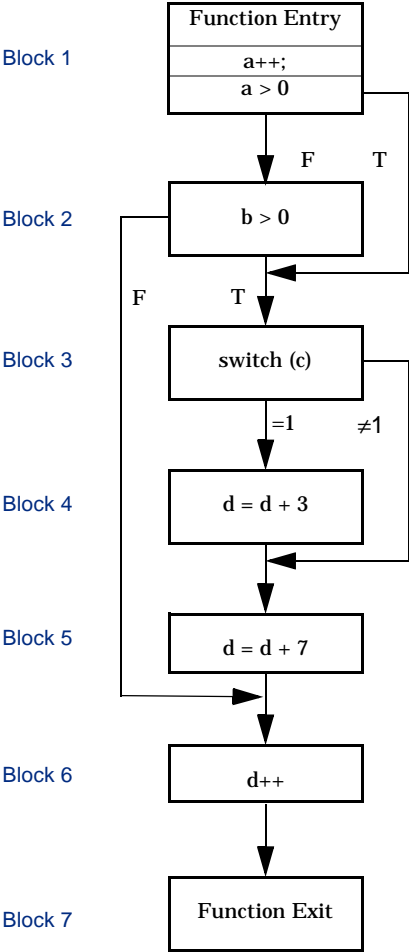 Function Entry
Block 1
a++;
a > 0
F T
Block 2
b > 0
F T
Block 3
switch (c)
=1 ≠1
Block 4
d = d + 3
Block 5
d = d + 7
Block 6
d++
Block 7
Function Exit